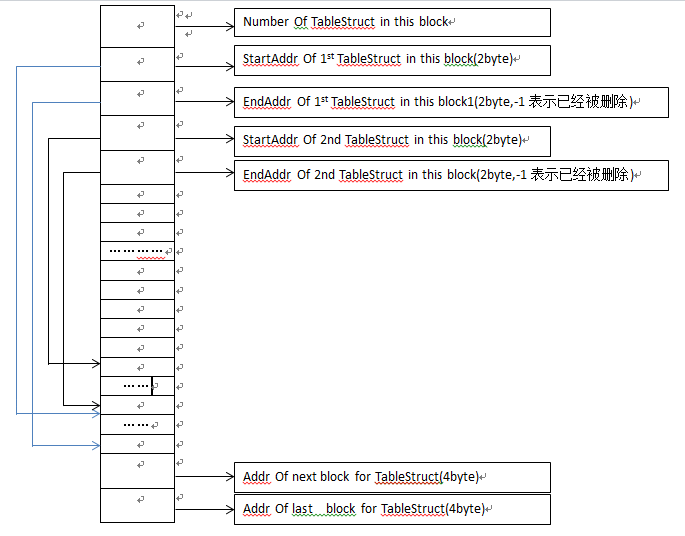 Number Of TableStruct in this block
StartAddr Of 1st TableStruct in this block(2byte)
EndAddr Of 1st TableStruct in this block1(2byte,-1 表示已经被删除)
StartAddr Of 2nd TableStruct in this block(2byte)
EndAddr Of 2nd TableStruct in this block(2byte,-1 表示已经被删除)
…………
……
……
Addr Of next block for TableStruct(4byte)
Addr Of last block for TableStruct(4byte)